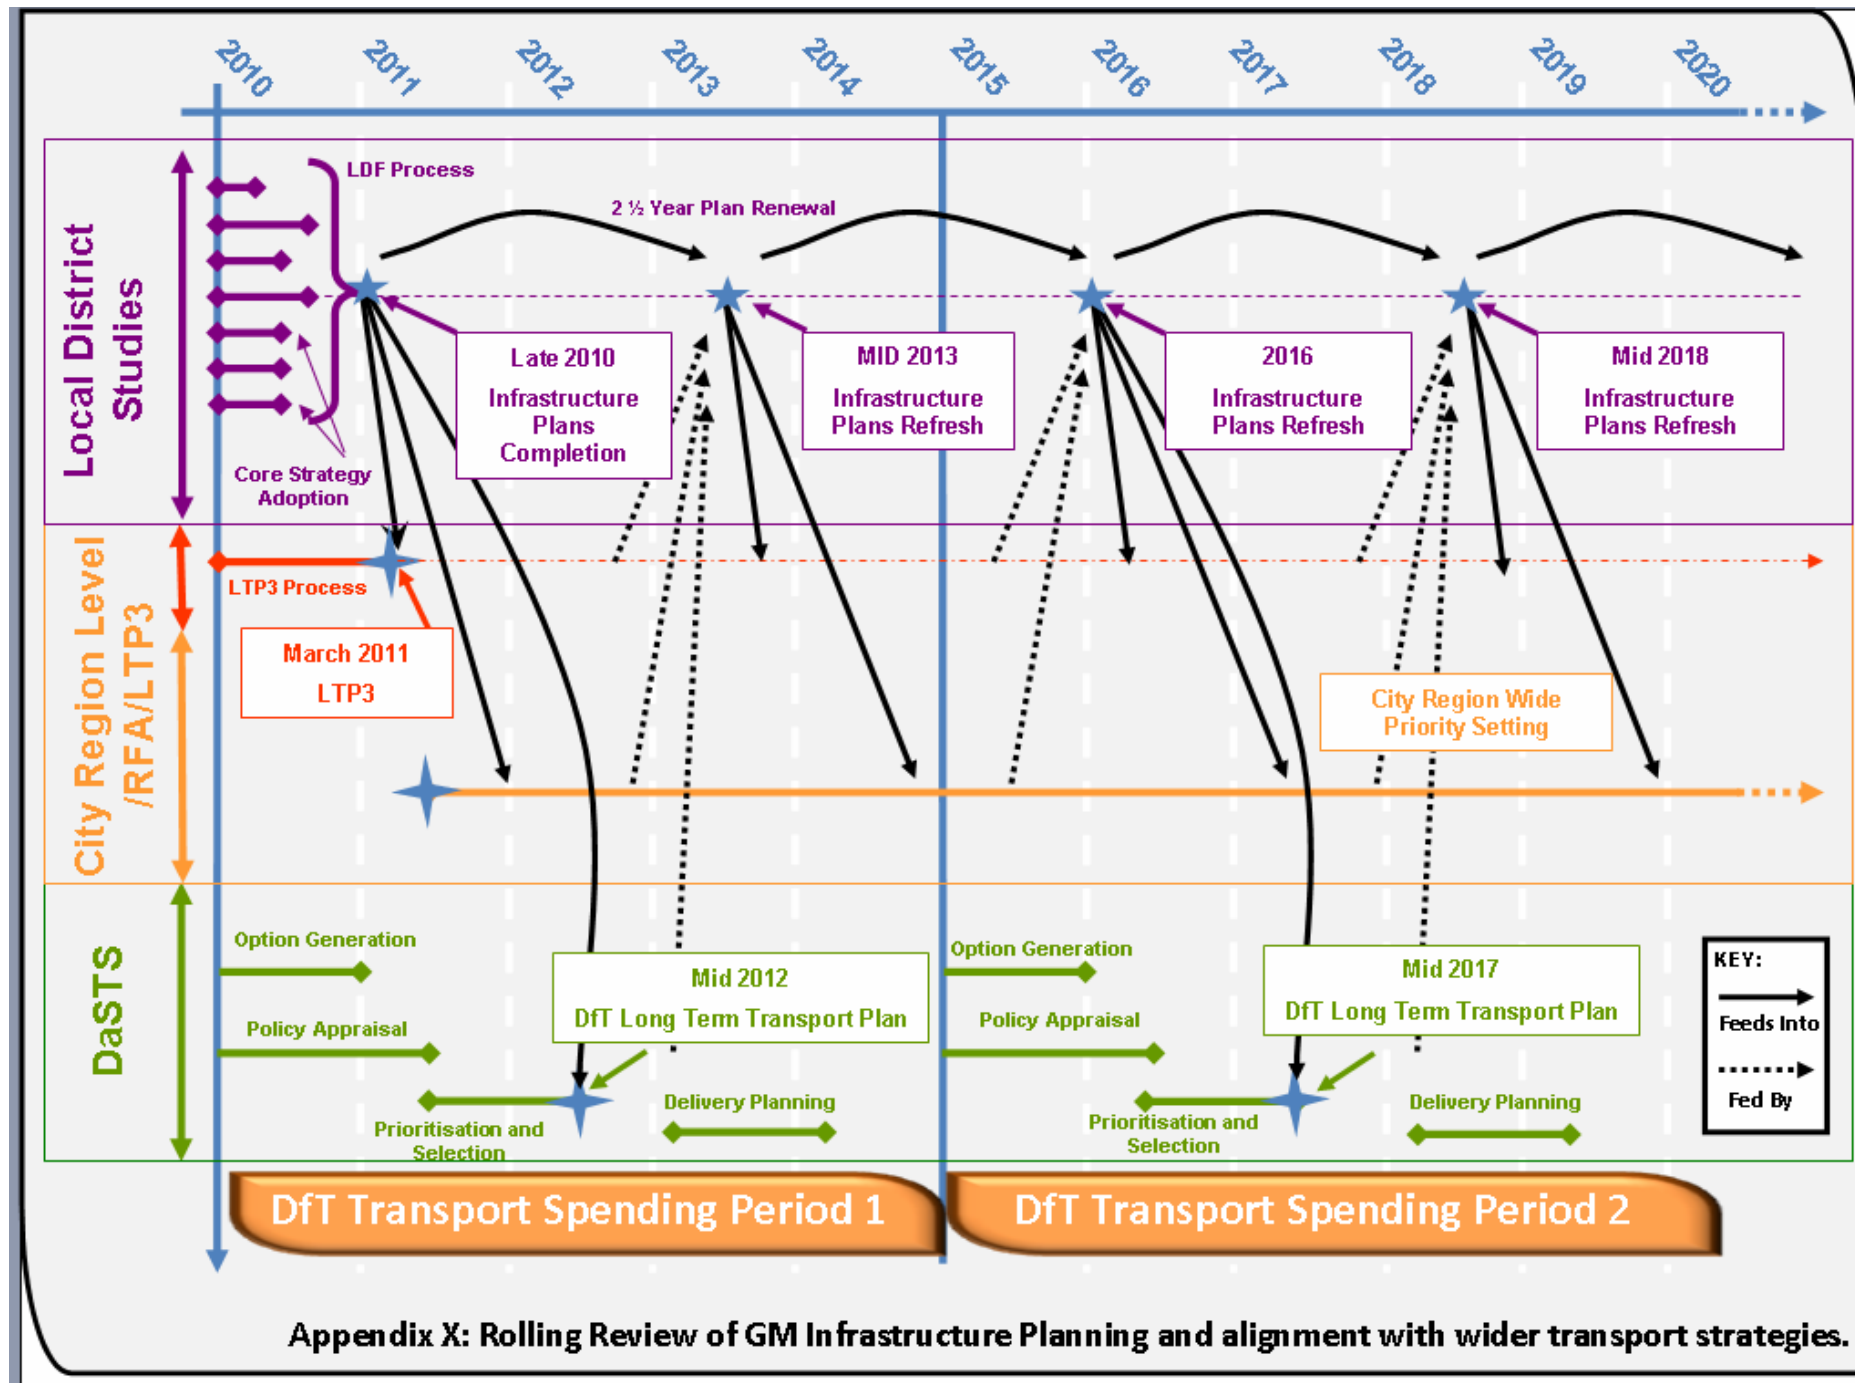 2010
2011
2012
2013
2014
2015
2016
2017
2018
2019
2020
Local District
Studies
LDF Process
2 ½ Year Plan Renewal
Late 2010
Infrastructure
Plans
Completion
MID 2013
Infrastructure
Plans Refresh
2016
Infrastructure
Plans Refresh
Mid 2018
Infrastructure
Plans Refresh
Core Strategy
Adoption
City Region Level
/RFA/LTP3
LTP3 Process
March 2011
LTP3
City Region Wide
Priority Setting
DaSTS
Option Generation
Policy Appraisal
Prioritisation and
Selection
Mid 2012
DfT Long Term Transport Plan
Delivery Planning
Option Generation
Policy Appraisal
Prioritisation and
Selection
Mid 2017
DfT Long Term Transport Plan
Delivery Planning
KEY:
Feeds Into
Fed By
DfT Transport Spending Period 1
DfT Transport Spending Period 2
Appendix X: Rolling Review of GM Infrastructure Planning and alignment with wider transport strategies.